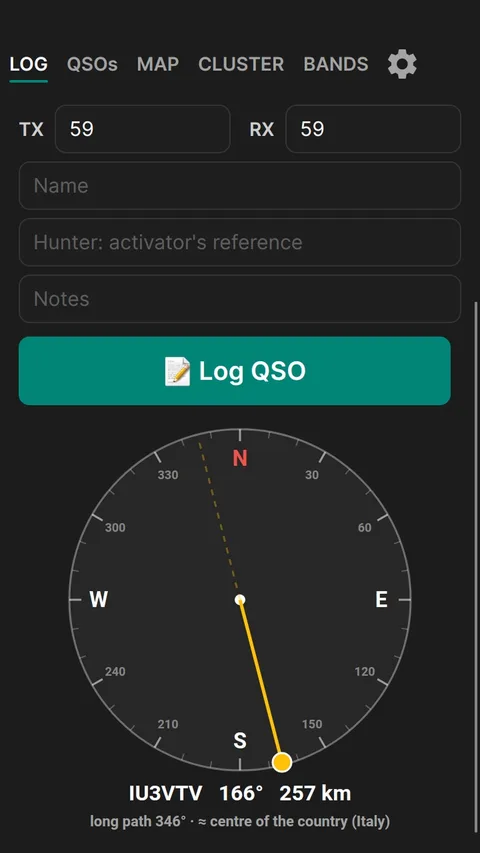 LOG QSOs MAP CLUSTER BANDS
TX 59 RX 59
Name
Hunter: activator's reference
Notes
📝 Log QSO
N
330 30
300 60
W E
240 120
210 150
S
IU3VTV 166° 257 km
long path 346° · ≈ centre of the country (Italy)